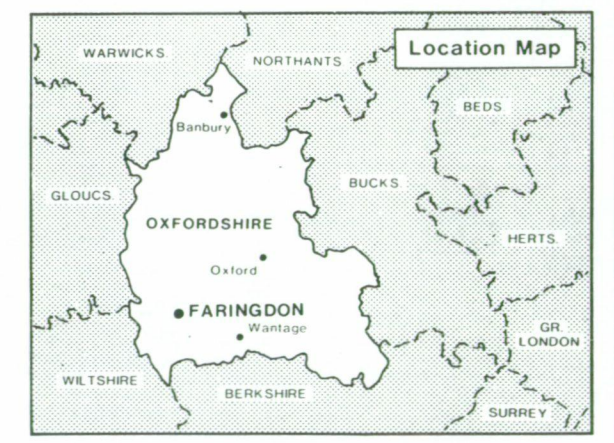 Location Map
WARWICKS.
NORTHANTS
BEDS
Banbury
BUCKS.
GLOUCS.
OXFORDSHIRE
HERTS.
Oxford
FARINGDON
Wantage
GR.
LONDON
WILTSHIRE
BERKSHIRE
SURREY